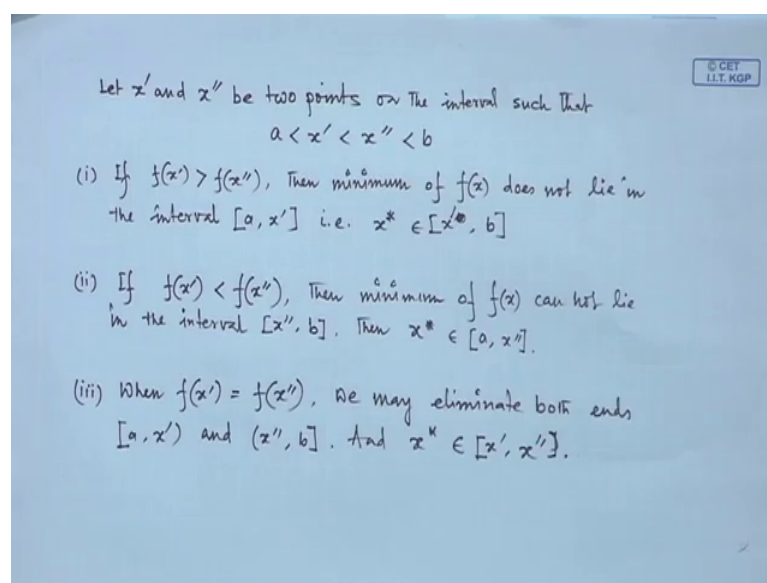 © CET
I.I.T. KGP
Let x' and x" be two points on the interval such that
a < x' < x" < b
(i) If f(x') > f(x"), Then minimum of f(x) does not lie in
the interval [a, x'] i.e. x* ∈ [x', b]
(ii) If f(x') < f(x"), Then minimum of f(x) can not lie
in the interval [x", b]. Then x* ∈ [a, x"].
(iii) When f(x') = f(x"), we may eliminate both ends
[a, x') and (x", b]. And x* ∈ [x', x"].